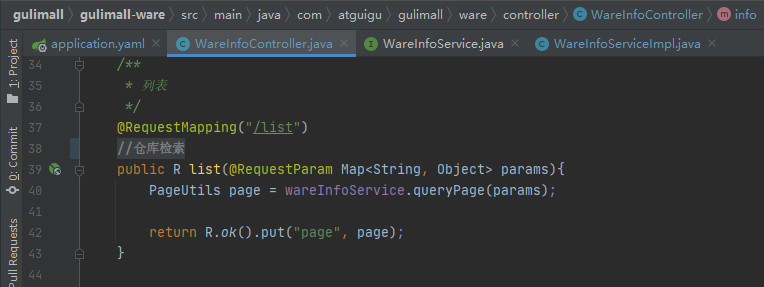 gulimall › gulimall-ware › src › main › java › com › atguigu › gulimall › ware › controller › WareInfoController › info
application.yaml WareInfoController.java WareInfoService.java WareInfoServiceImpl.java
1: Project
0: Commit
Pull Requests
34 /**
35 * 列表
36 */
37 @RequestMapping("/list")
38 //仓库检索
39 public R list(@RequestParam Map<String, Object> params){
40 PageUtils page = wareInfoService.queryPage(params);
41
42 return R.ok().put("page", page);
43 }
44